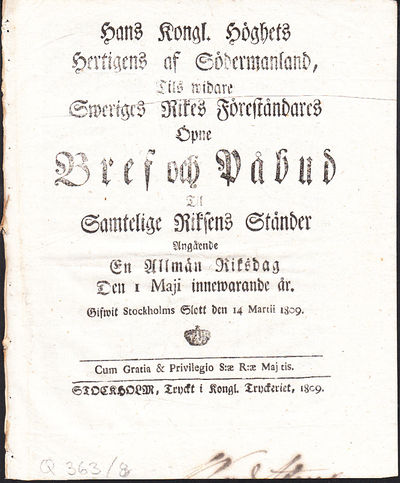 Hans Kongl. Höghets
Hertigens af Södermanland,
Tils widare
Sweriges Rikes Föreståndares
Öpne
Bref och Påbud
Til
Samtelige Riksens Ständer
Angående
En Allmän Riksdag
Den 1 Maji innewarande år.
Gifwit Stockholms Slott den 14 Martii 1809.
Cum Gratia & Privilegio S:æ R:æ Maj:tis.
STOCKHOLM, Tryckt i Kongl. Tryckeriet, 1809.
Q 363/8